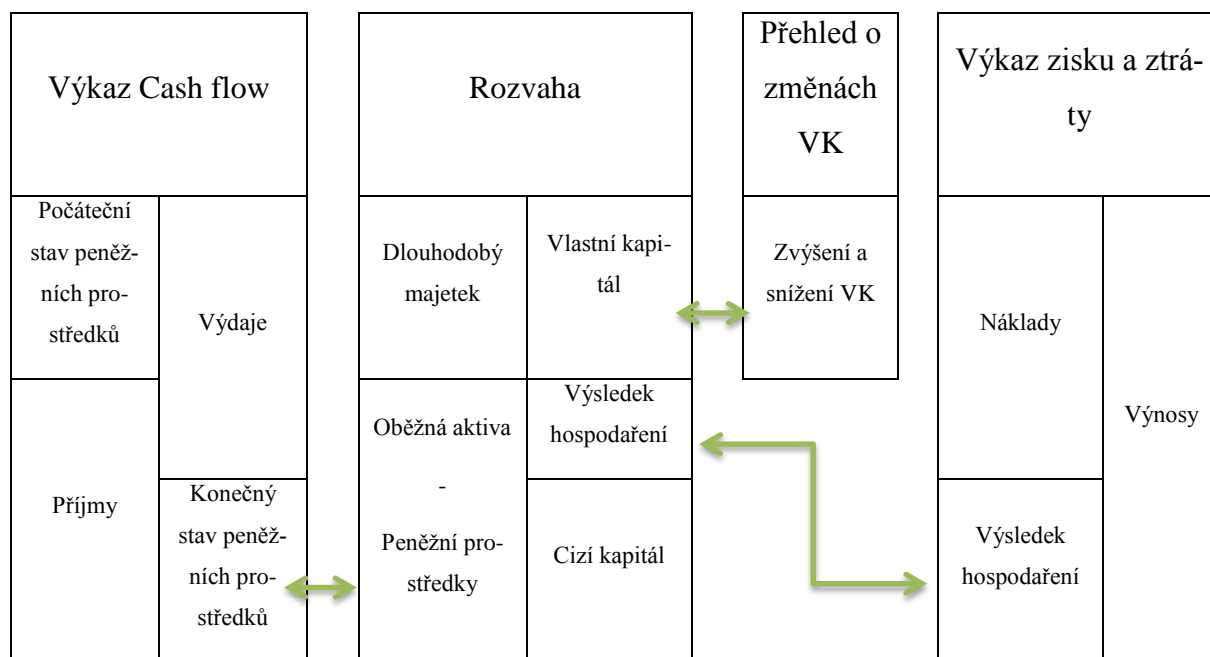 Výkaz Cash flow
Rozvaha
Přehled o
změnách
VK
Výkaz zisku a ztrá-
ty
Počáteční
stav peněž-
ních pro-
středků
Výdaje
Příjmy
Konečný
stav peněž-
ních pro-
středků
Dlouhodobý
majetek
Vlastní kapi-
tál
Oběžná aktiva
-
Peněžní pro-
středky
Výsledek
hospodaření
Cizí kapitál
Zvýšení a
snížení VK
Náklady
Výnosy
Výsledek
hospodaření